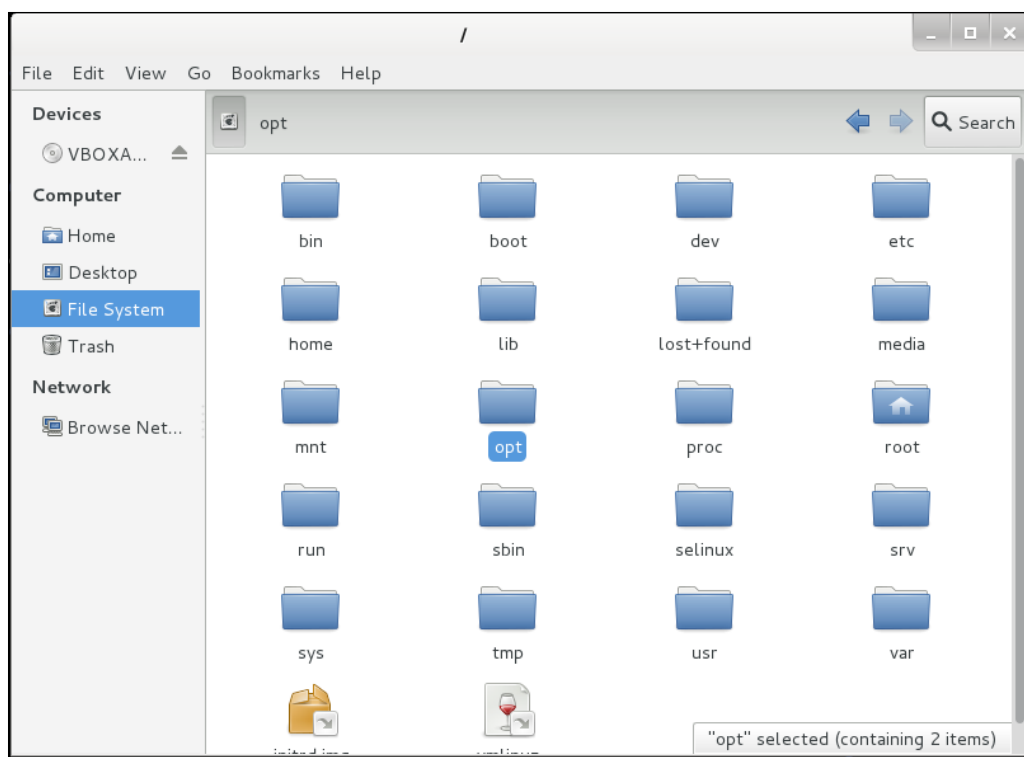 /
File Edit View Go Bookmarks Help
Devices
VBOXA...
Computer
Home
Desktop
File System
Trash
Network
Browse Net...
opt
Search
bin boot dev etc
home lib lost+found media
mnt opt proc root
run sbin selinux srv
sys tmp usr var
"opt" selected (containing 2 items)